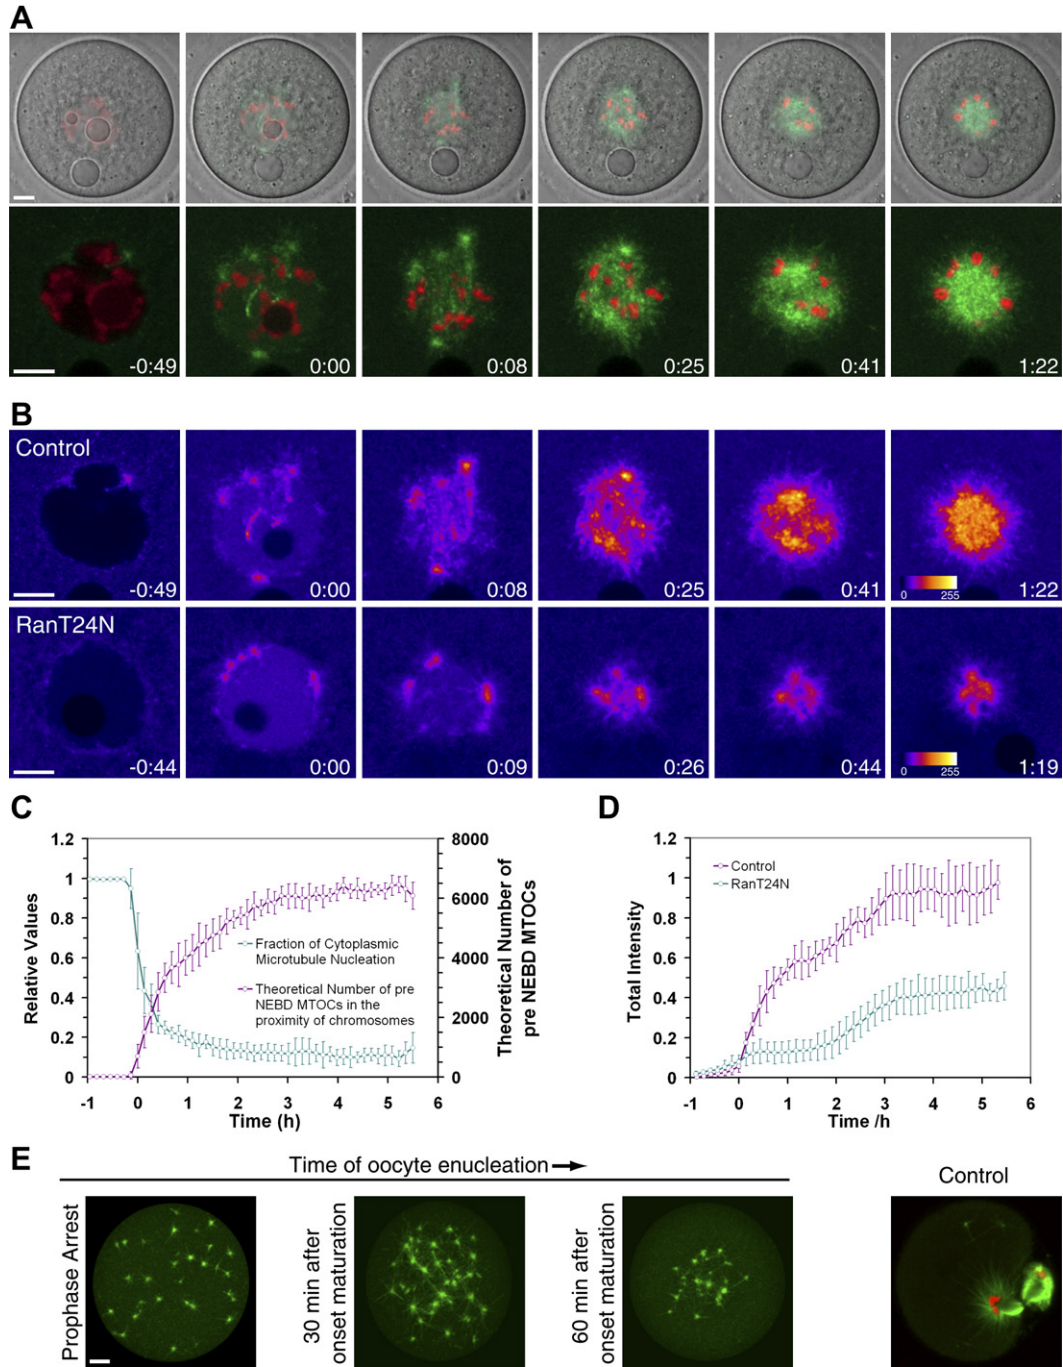 A
-0:49 0:00 0:08 0:25 0:41 1:22
B
Control
-0:49 0:00 0:08 0:25 0:41 1:22
0 255
RanT24N
-0:44 0:00 0:09 0:26 0:44 1:19
0 255
C
Relative Values
1.2
1
0.8
0.6
0.4
0.2
0
8000
6000
4000
2000
0
Theoretical Number of
pre NEBD MTOCs
Fraction of Cytoplasmic
Microtubule Nucleation
Theoretical Number of pre
NEBD MTOCs in the
proximity of chromosomes
-1 0 1 2 3 4 5 6
Time (h)
D
Total Intensity
1.2
1
0.8
0.6
0.4
0.2
0
Control
RanT24N
-1 0 1 2 3 4 5 6
Time /h
E
Time of oocyte enucleation
Control
Prophase Arrest
30 min after
onset maturation
60 min after
onset maturation